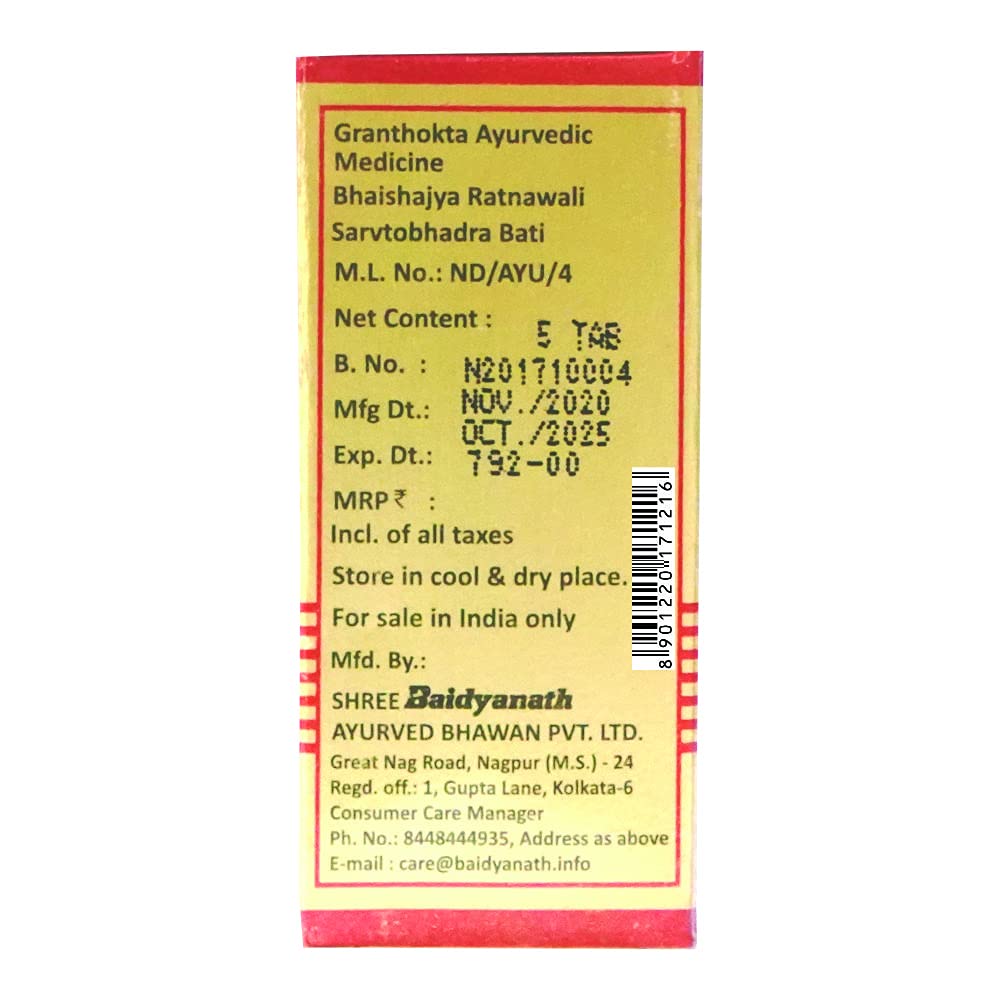 Granthokta Ayurvedic
Medicine
Bhaishajya Ratnawali
Sarvtobhadra Bati
M.L. No.: ND/AYU/4
Net Content : 5 TAB
B. No. : N201710004
Mfg Dt.: NOV./2020
OCT./2025
Exp. Dt.: 792-00
MRP ₹ :
Incl. of all taxes
Store in cool & dry place.
For sale in India only
Mfd. By.:
SHREE Baidyanath
AYURVED BHAWAN PVT. LTD.
Great Nag Road, Nagpur (M.S.) - 24
Regd. off.: 1, Gupta Lane, Kolkata-6
Consumer Care Manager
Ph. No.: 8448444935, Address as above
E-mail : care@baidyanath.info
8 901220 171216